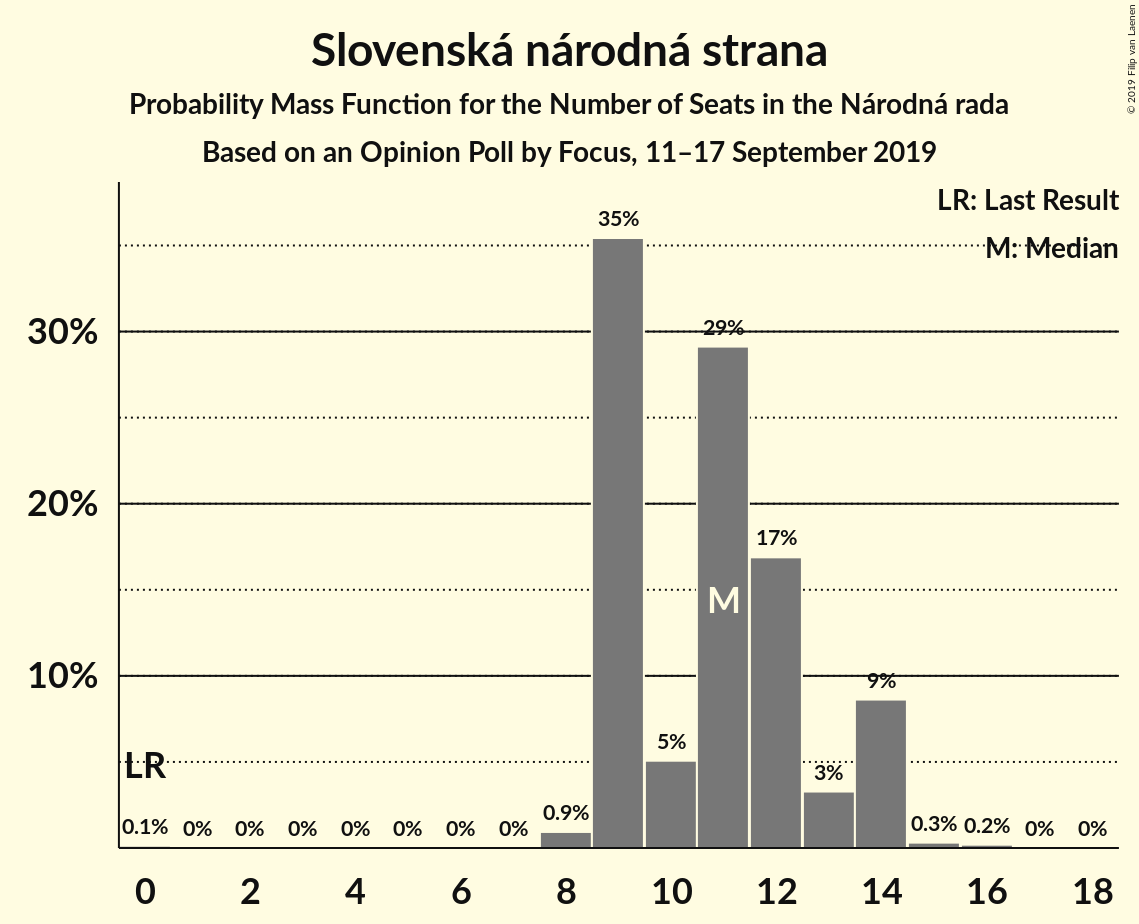 Slovenská národná strana
Probability Mass Function for the Number of Seats in the Národná rada
Based on an Opinion Poll by Focus, 11–17 September 2019
© 2019 Filip van Laenen
LR: Last Result
M: Median
35%
29%
17%
9%
5%
3%
0.9%
0.3%
0.2%
0.1%
0%
0%
0%
0%
0%
0%
0%
0%
0%
30%
20%
10%
LR
M
0 2 4 6 8 10 12 14 16 18